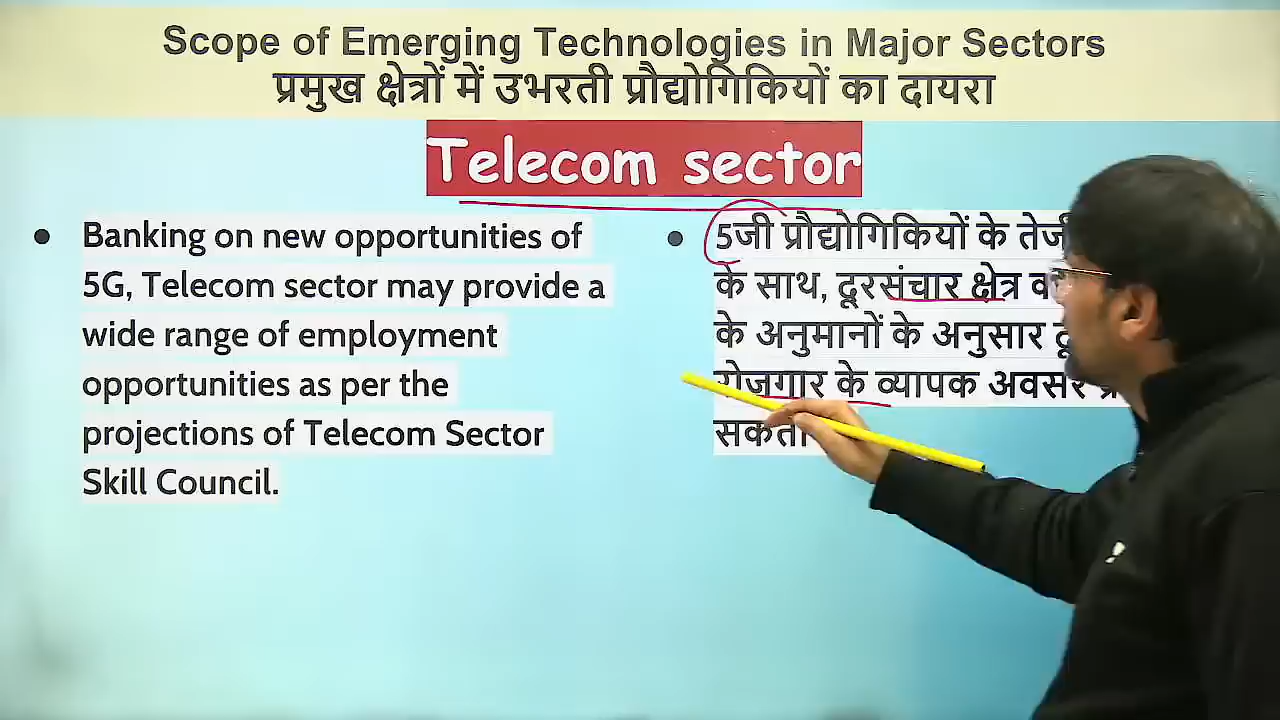 Scope of Emerging Technologies in Major Sectors
प्रमुख क्षेत्रों में उभरती प्रौद्योगिकियों का दायरा
Telecom sector
Banking on new opportunities of
5G, Telecom sector may provide a
wide range of employment
opportunities as per the
projections of Telecom Sector
Skill Council.
5जी प्रौद्योगिकियों के
के साथ, दूरसंचार क्षेत्र
के अनुमानों के अनुसार
रोजगार के व्यापक अवसर